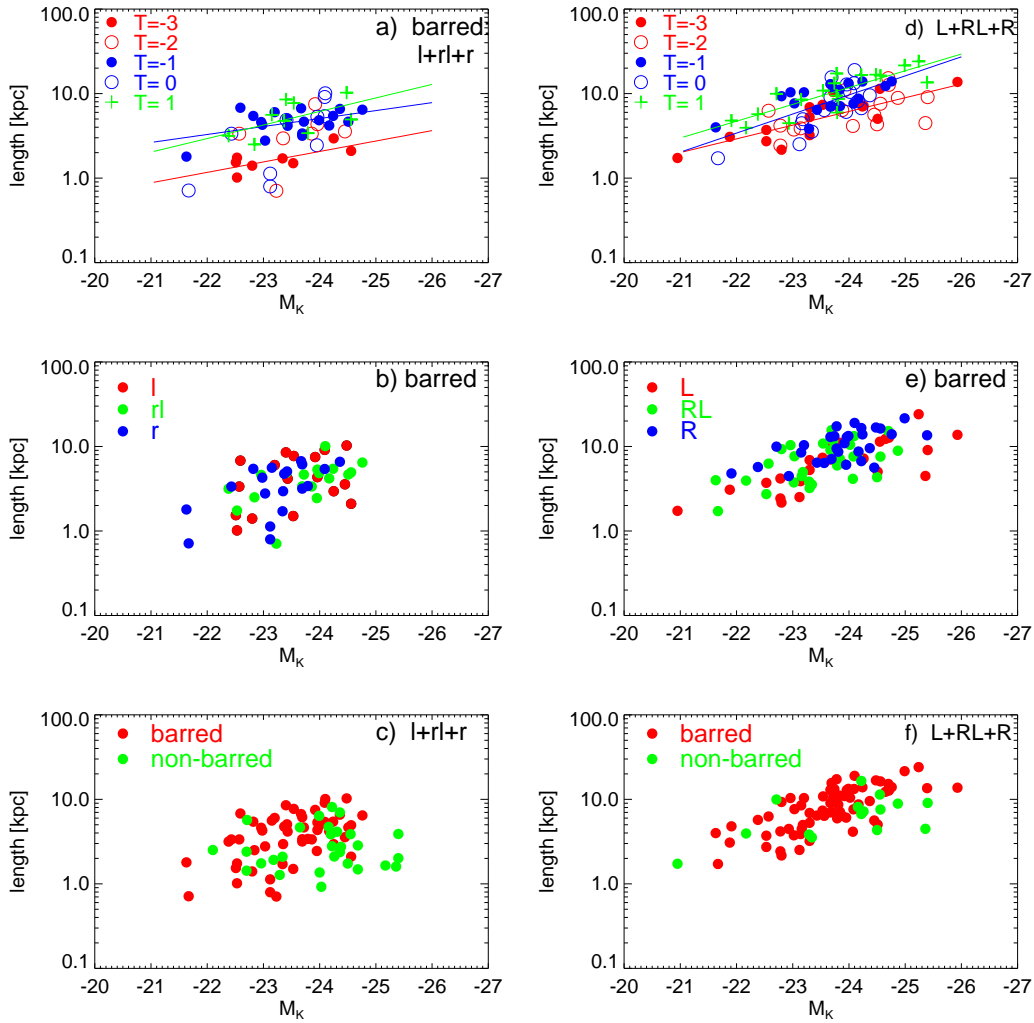 T=-3
T=-2
T=-1
T= 0
T= 1
a) barred
l+rl+r
100.0
10.0
1.0
0.1
length [kpc]
-20 -21 -22 -23 -24 -25 -26 -27
M_K
T=-3
T=-2
T=-1
T= 0
T= 1
d) L+RL+R
100.0
10.0
1.0
0.1
length [kpc]
-20 -21 -22 -23 -24 -25 -26 -27
M_K
l
rl
r
b) barred
100.0
10.0
1.0
0.1
length [kpc]
-20 -21 -22 -23 -24 -25 -26 -27
M_K
L
RL
R
e) barred
100.0
10.0
1.0
0.1
length [kpc]
-20 -21 -22 -23 -24 -25 -26 -27
M_K
barred
non-barred
c) l+rl+r
100.0
10.0
1.0
0.1
length [kpc]
-20 -21 -22 -23 -24 -25 -26 -27
M_K
barred
non-barred
f) L+RL+R
100.0
10.0
1.0
0.1
length [kpc]
-20 -21 -22 -23 -24 -25 -26 -27
M_K